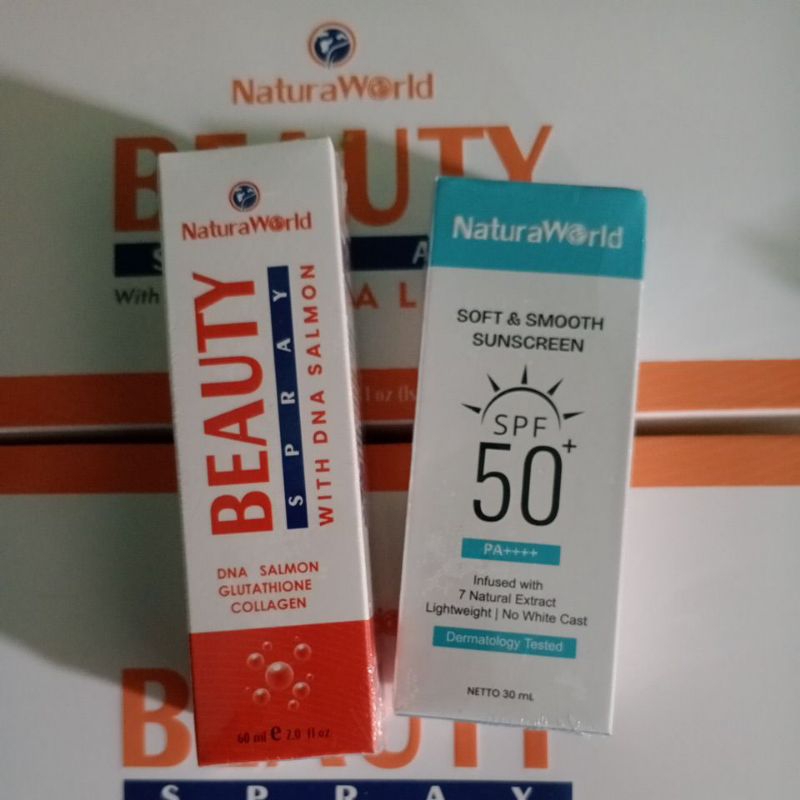 NaturaWorld
BEAUTY
With
NaturaWorld
BEAUTY
SPRAY
WITH DNA SALMON
DNA SALMON
GLUTATHIONE
COLLAGEN
60 ml e 2.0 fl oz
NaturaWorld
SOFT & SMOOTH
SUNSCREEN
SPF
50+
PA++++
Infused with
7 Natural Extract
Lightweight | No White Cast
Dermatology Tested
NETTO 30 mL
BEAUTY
SPRAY